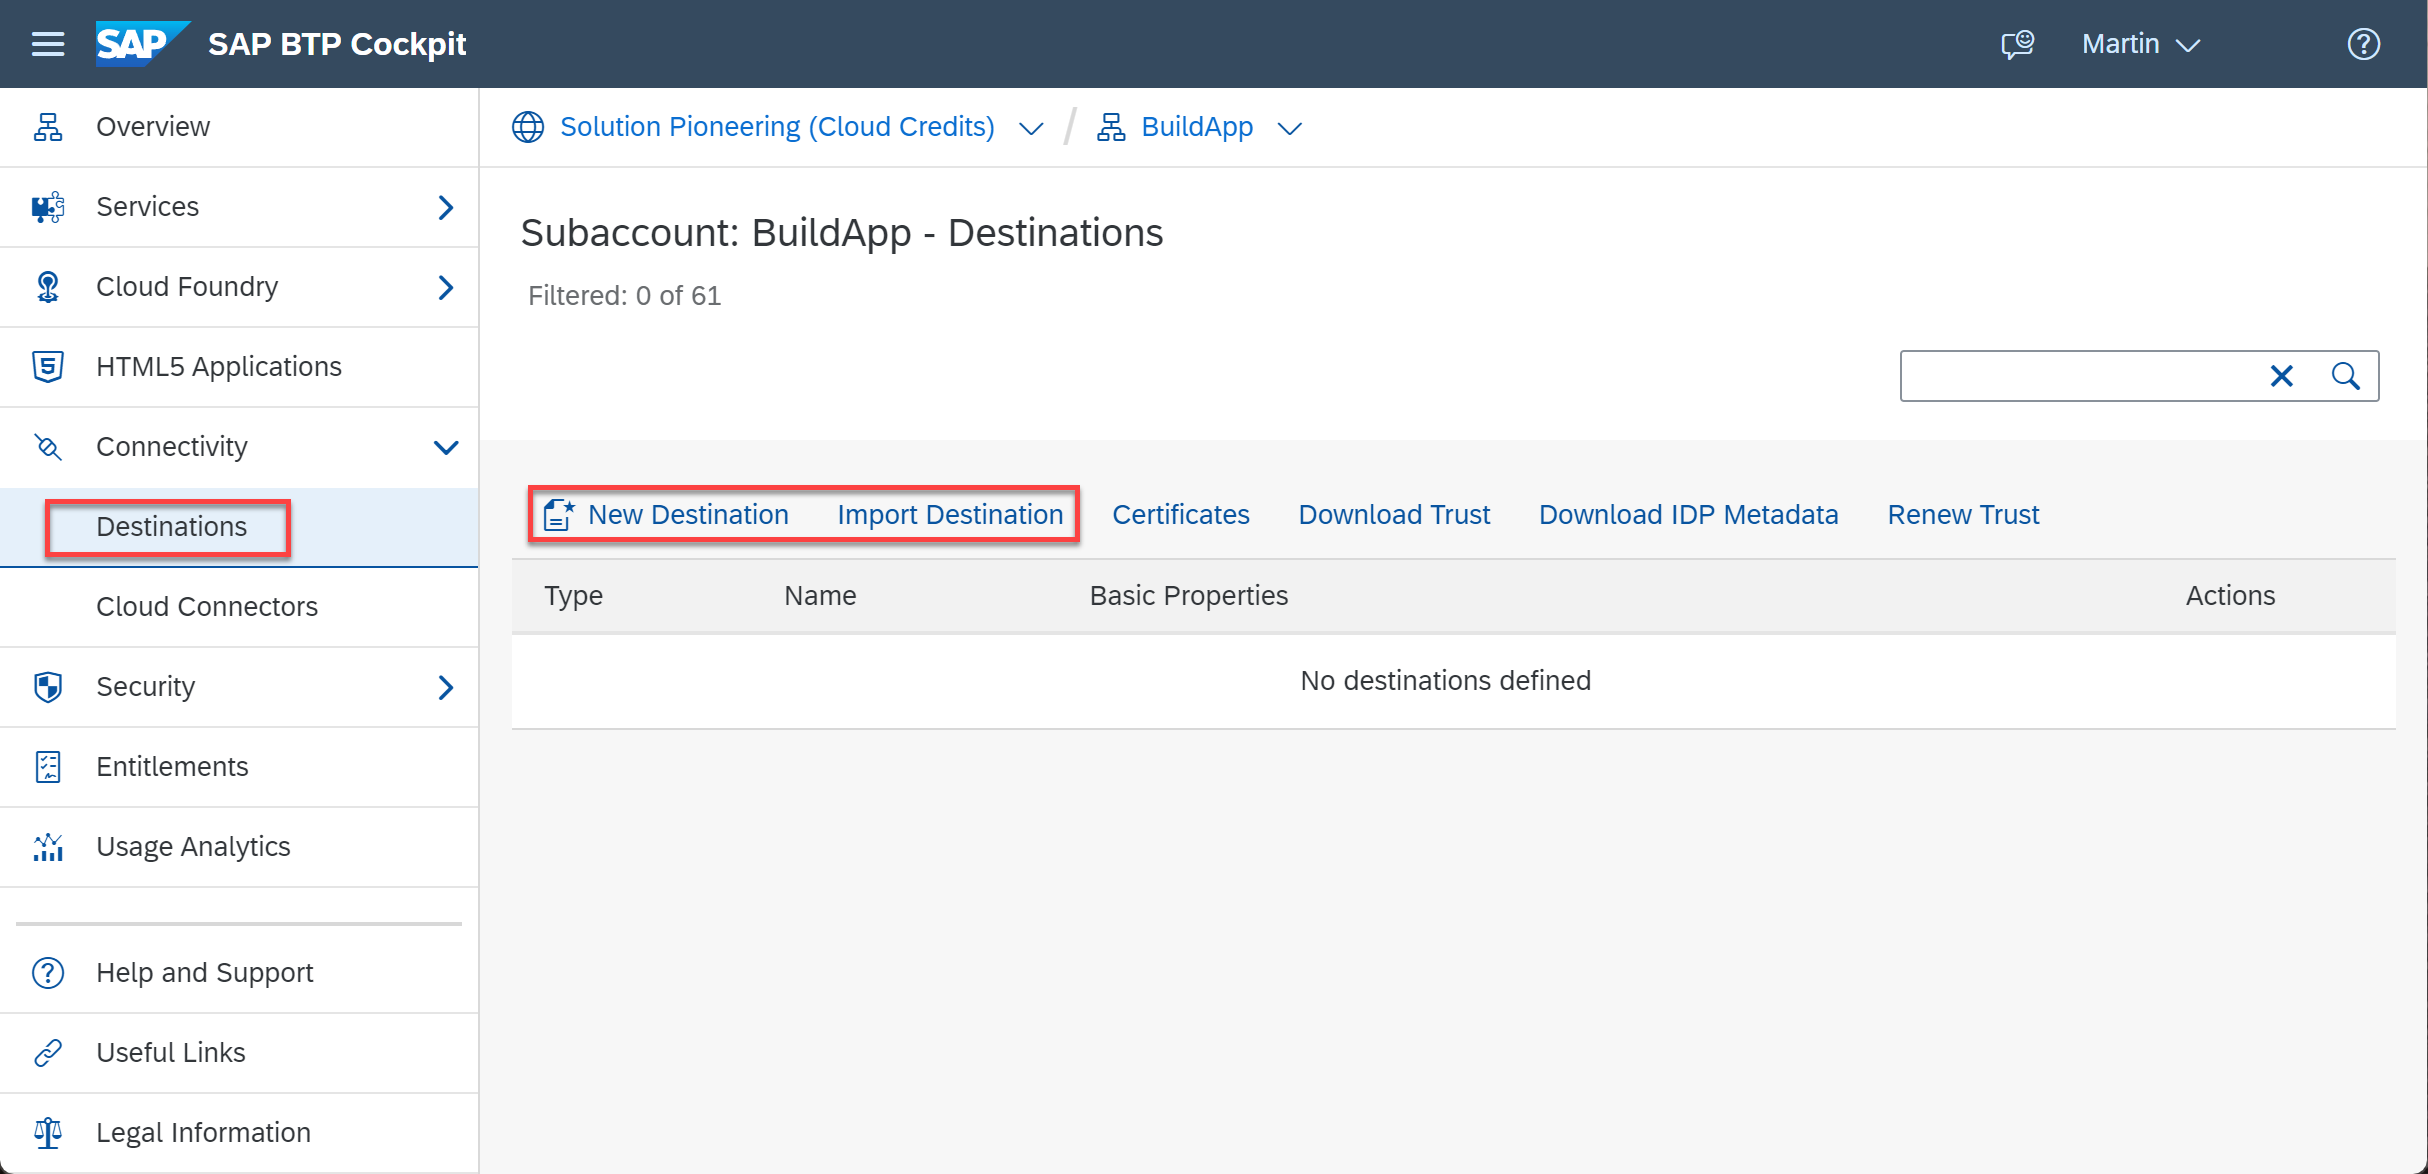 SAP SAP BTP Cockpit
Martin
Overview
Services
Cloud Foundry
HTML5 Applications
Connectivity
Destinations
Cloud Connectors
Security
Entitlements
Usage Analytics
Help and Support
Useful Links
Legal Information
Solution Pioneering (Cloud Credits) / BuildApp
Subaccount: BuildApp - Destinations
Filtered: 0 of 61
New Destination Import Destination Certificates Download Trust Download IDP Metadata Renew Trust
Type Name Basic Properties Actions
No destinations defined